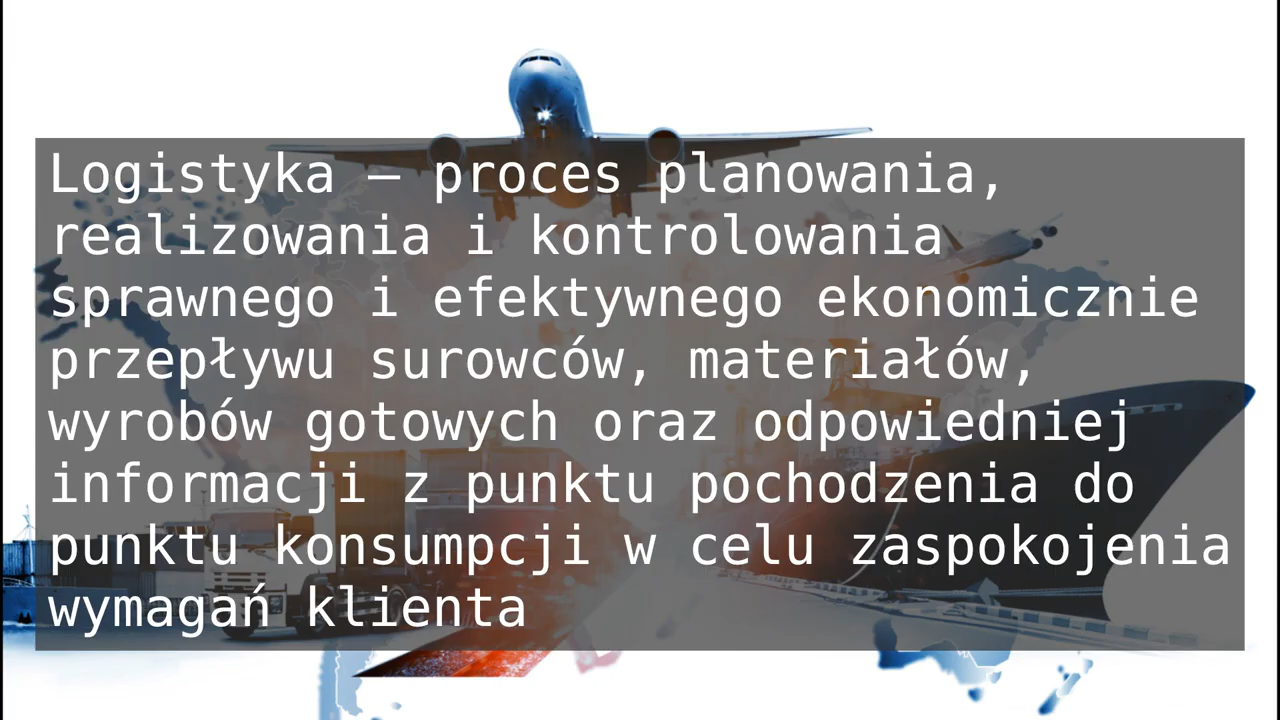 Logistyka – proces planowania,
realizowania i kontrolowania
sprawnego i efektywnego ekonomicznie
przepływu surowców, materiałów,
wyrobów gotowych oraz odpowiedniej
informacji z punktu pochodzenia do
punktu konsumpcji w celu zaspokojenia
wymagań klienta